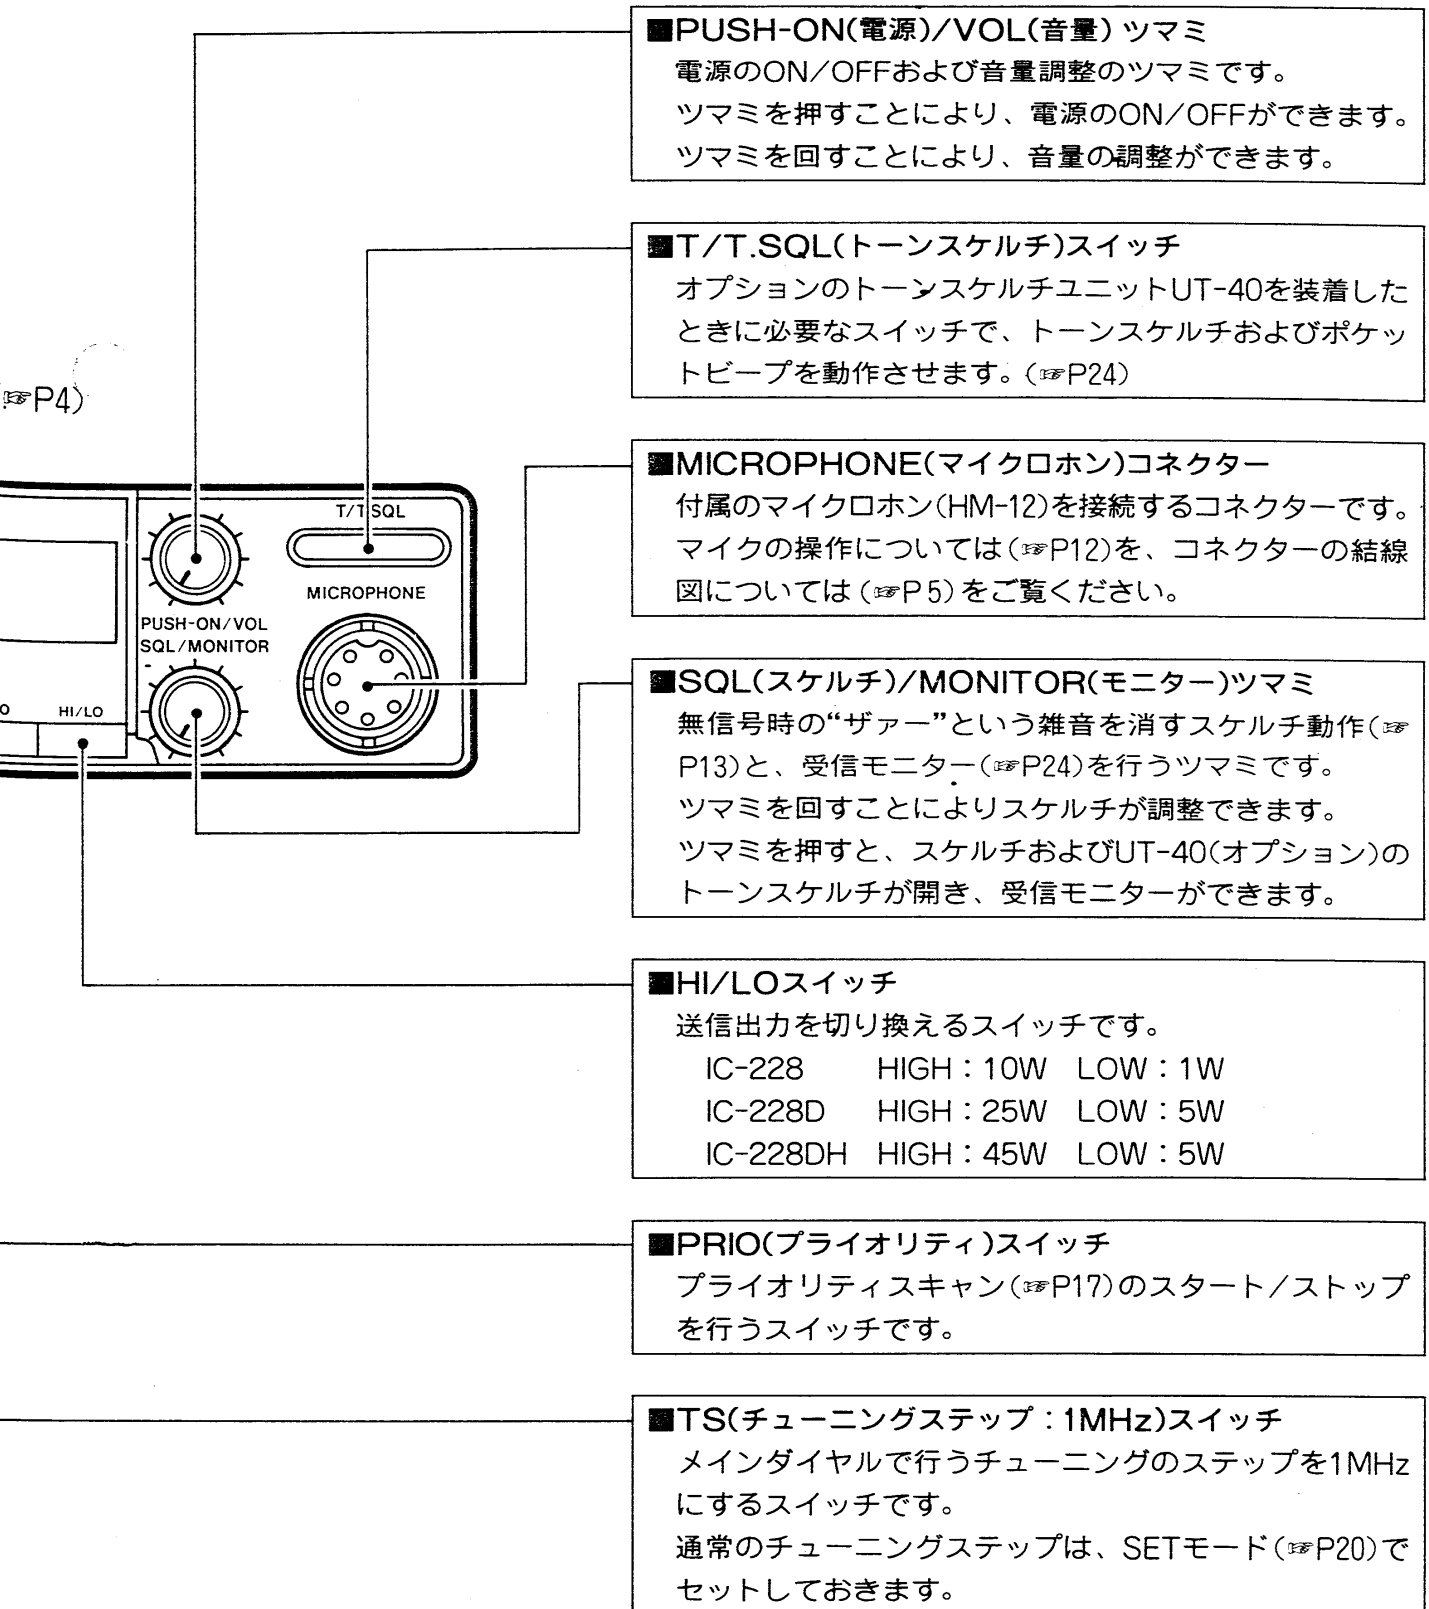 ■PUSH-ON(電源)/VOL(音量)ツマミ
電源のON/OFFおよび音量調整のツマミです。
ツマミを押すことにより、電源のON/OFFができます。
ツマミを回すことにより、音量の調整ができます。
■T/T.SQL(トーンスケルチ)スイッチ
オプションのトーンスケルチユニットUT-40を装着した
ときに必要なスイッチで、トーンスケルチおよびポケッ
トビープを動作させます。(☞P24)
(☞P4)
■MICROPHONE(マイクロホン)コネクター
付属のマイクロホン(HM-12)を接続するコネクターです。
マイクの操作については(☞P12)を、コネクターの結線
図については(☞P5)をご覧ください。
T/T.SQL
MICROPHONE
PUSH-ON/VOL
SQL/MONITOR
O
HI/LO
■SQL(スケルチ)/MONITOR(モニター)ツマミ
無信号時の“ザァー”という雑音を消すスケルチ動作(☞
P13)と、受信モニター(☞P24)を行うツマミです。
ツマミを回すことによりスケルチが調整できます。
ツマミを押すと、スケルチおよびUT-40(オプション)の
トーンスケルチが開き、受信モニターができます。
■HI/LOスイッチ
送信出力を切り換えるスイッチです。
IC-228 HIGH:10W LOW:1W
IC-228D HIGH:25W LOW:5W
IC-228DH HIGH:45W LOW:5W
■PRIO(プライオリティ)スイッチ
プライオリティスキャン(☞P17)のスタート/ストップ
を行うスイッチです。
■TS(チューニングステップ:1MHz)スイッチ
メインダイヤルで行うチューニングのステップを1MHz
にするスイッチです。
通常のチューニングステップは、SETモード(☞P20)で
セットしておきます。